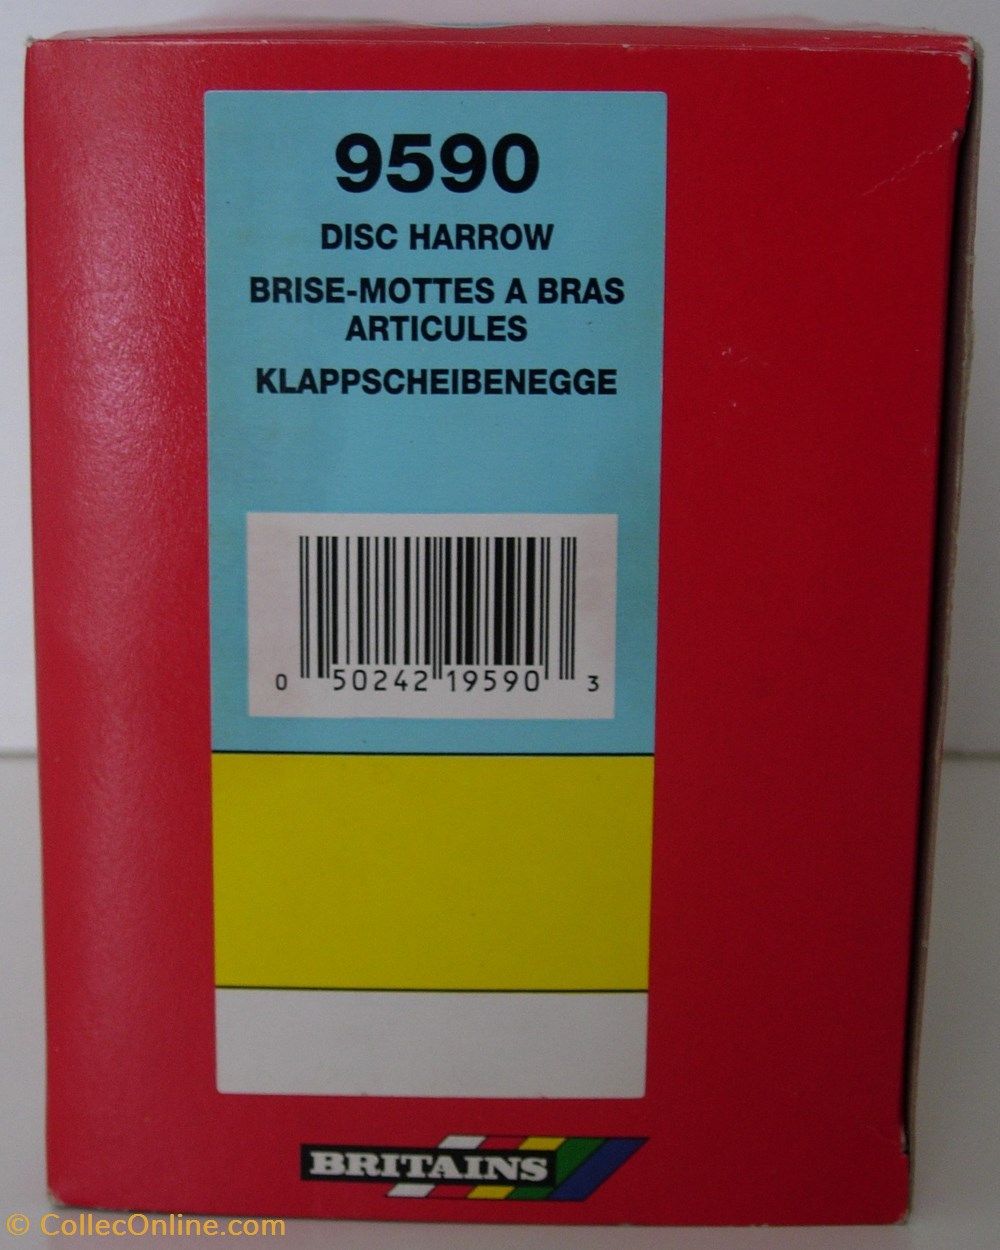 9590
DISC HARROW
BRISE-MOTTES A BRAS
ARTICULES
KLAPPSCHEIBENEGGE
0 50242 19590 3
BRITAINS
© CollecOnline.com